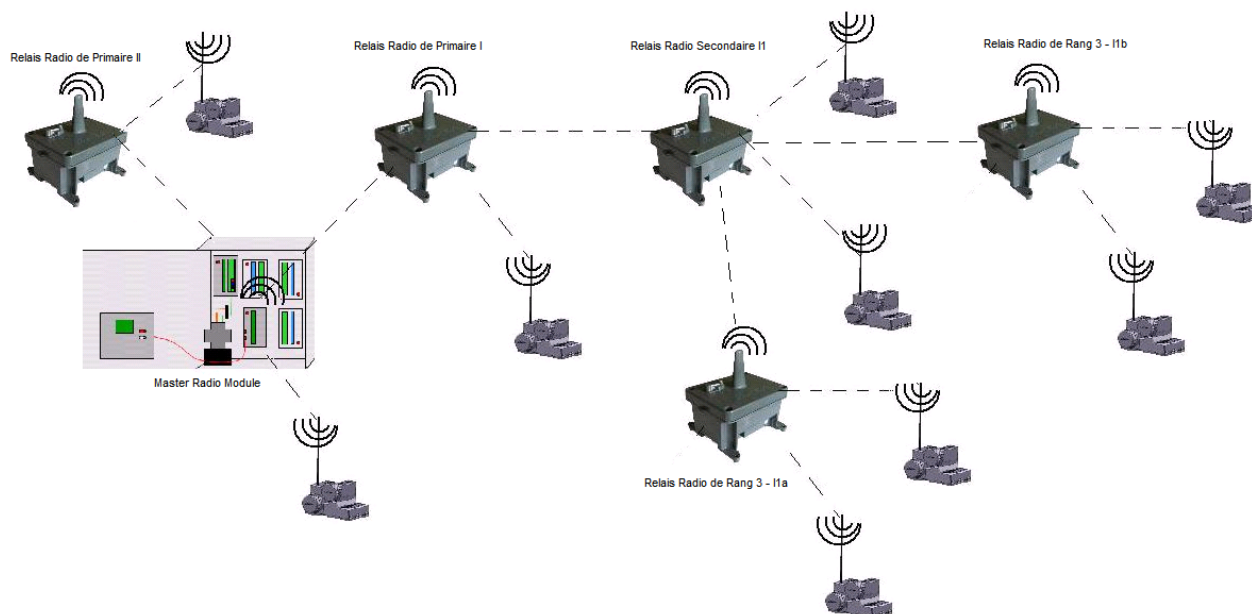 Relais Radio de Primaire II
Relais Radio de Primaire I
Relais Radio Secondaire I1
Relais Radio de Rang 3 - I1b
Master Radio Module
Relais Radio de Rang 3 - I1a